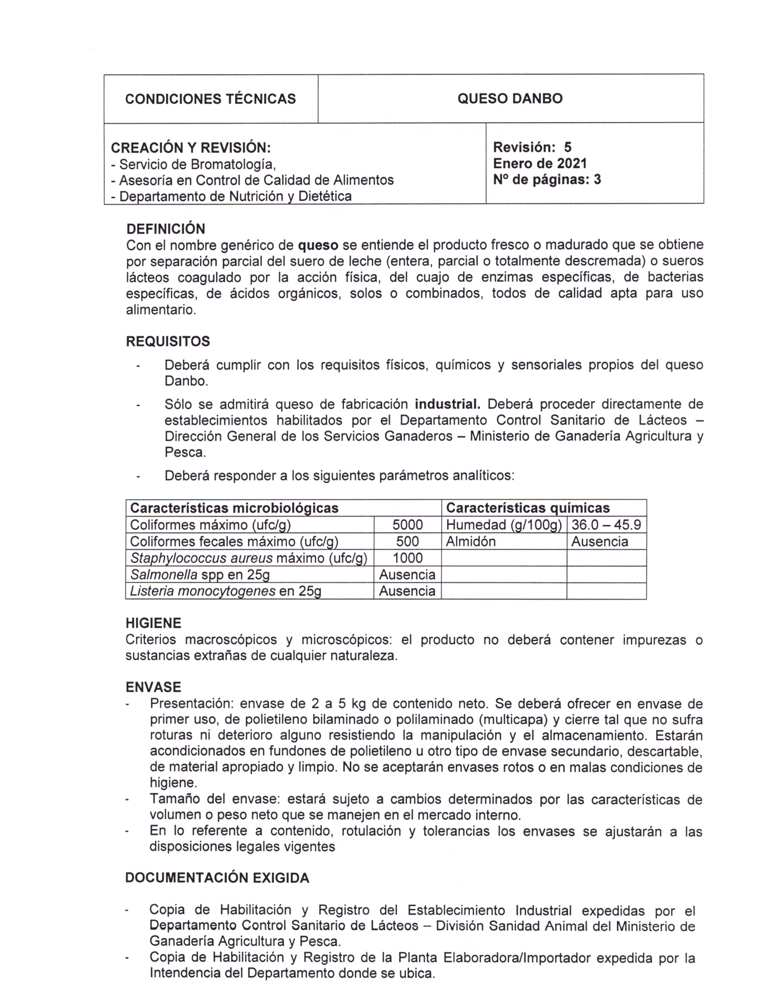 CONDICIONES TÉCNICAS
QUESO DANBO
CREACIÓN Y REVISIÓN:
- Servicio de Bromatología,
- Asesoría en Control de Calidad de Alimentos
- Departamento de Nutrición y Dietética
Revisión: 5
Enero de 2021
Nº de páginas: 3
DEFINICIÓN
Con el nombre genérico de queso se entiende el producto fresco o madurado que se obtiene
por separación parcial del suero de leche (entera, parcial o totalmente descremada) o sueros
lácteos coagulado por la acción física, del cuajo de enzimas específicas, de bacterias
específicas, de ácidos orgánicos, solos o combinados, todos de calidad apta para uso
alimentario.
REQUISITOS
- Deberá cumplir con los requisitos físicos, químicos y sensoriales propios del queso
Danbo.
- Sólo se admitirá queso de fabricación industrial. Deberá proceder directamente de
establecimientos habilitados por el Departamento Control Sanitario de Lácteos –
Dirección General de los Servicios Ganaderos – Ministerio de Ganadería Agricultura y
Pesca.
- Deberá responder a los siguientes parámetros analíticos:
Características microbiológicas Características químicas
Coliformes máximo (ufc/g) 5000 Humedad (g/100g) 36.0 – 45.9
Coliformes fecales máximo (ufc/g) 500 Almidón Ausencia
Staphylococcus aureus máximo (ufc/g) 1000
Salmonella spp en 25g Ausencia
Listeria monocytogenes en 25g Ausencia
HIGIENE
Criterios macroscópicos y microscópicos: el producto no deberá contener impurezas o
sustancias extrañas de cualquier naturaleza.
ENVASE
- Presentación: envase de 2 a 5 kg de contenido neto. Se deberá ofrecer en envase de
primer uso, de polietileno bilaminado o polilaminado (multicapa) y cierre tal que no sufra
roturas ni deterioro alguno resistiendo la manipulación y el almacenamiento. Estarán
acondicionados en fundones de polietileno u otro tipo de envase secundario, descartable,
de material apropiado y limpio. No se aceptarán envases rotos o en malas condiciones de
higiene.
- Tamaño del envase: estará sujeto a cambios determinados por las características de
volumen o peso neto que se manejen en el mercado interno.
- En lo referente a contenido, rotulación y tolerancias los envases se ajustarán a las
disposiciones legales vigentes
DOCUMENTACIÓN EXIGIDA
- Copia de Habilitación y Registro del Establecimiento Industrial expedidas por el
Departamento Control Sanitario de Lácteos – División Sanidad Animal del Ministerio de
Ganadería Agricultura y Pesca.
- Copia de Habilitación y Registro de la Planta Elaboradora/Importador expedida por la
Intendencia del Departamento donde se ubica.